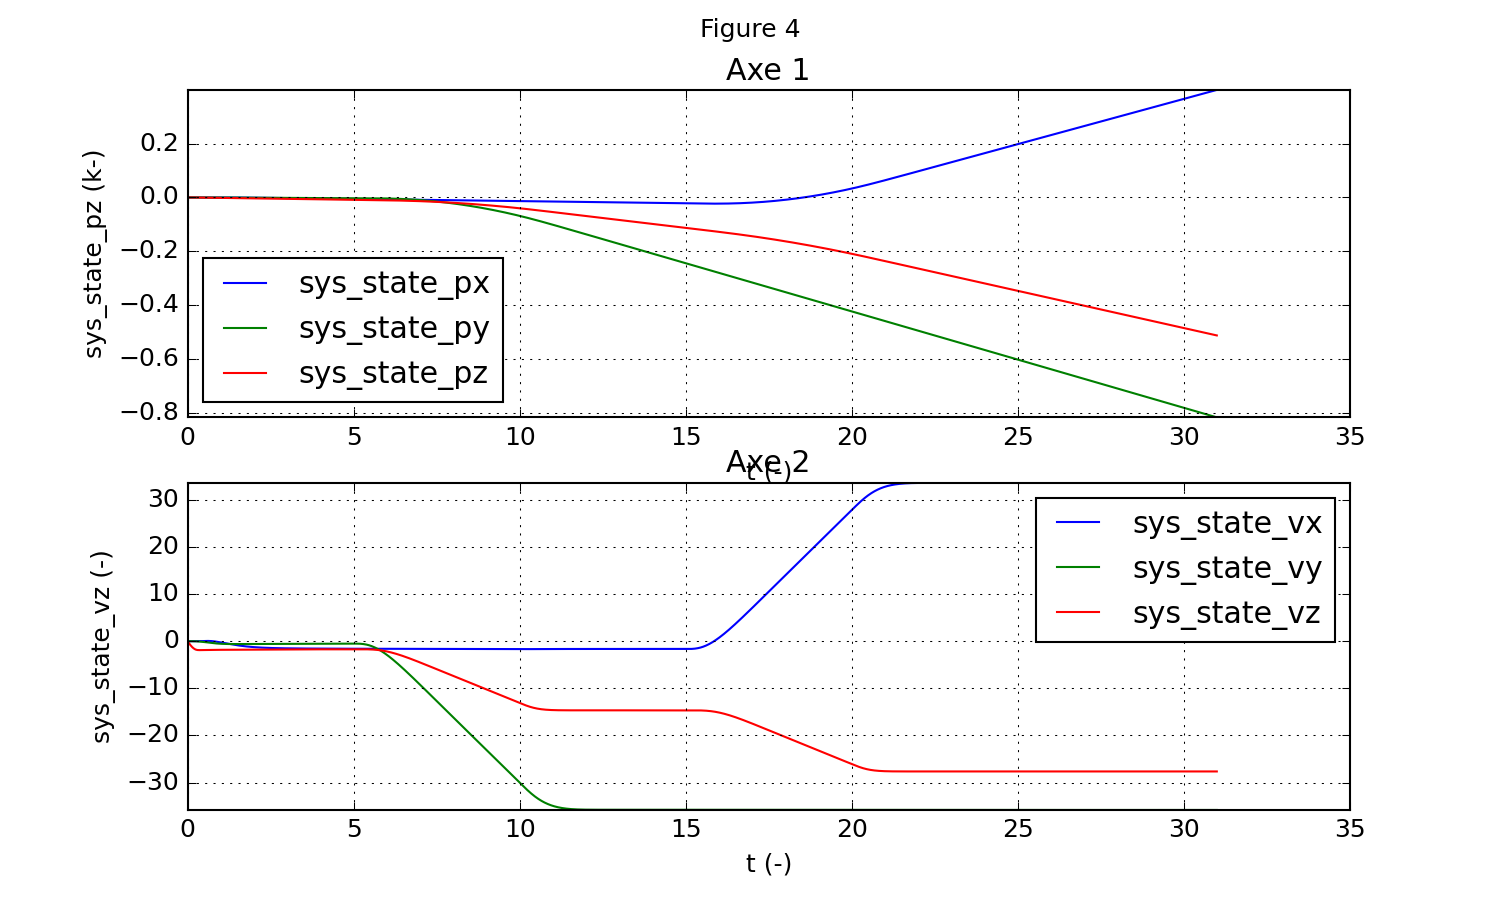 Figure 4
Axe 1
sys_state_pz (k-)
0.2
0.0
−0.2
−0.4
−0.6
−0.8
sys_state_px
sys_state_py
sys_state_pz
0 5 10 15 20 25 30 35
t (-)
Axe 2
sys_state_vz (-)
30
20
10
0
−10
−20
−30
sys_state_vx
sys_state_vy
sys_state_vz
0 5 10 15 20 25 30 35
t (-)